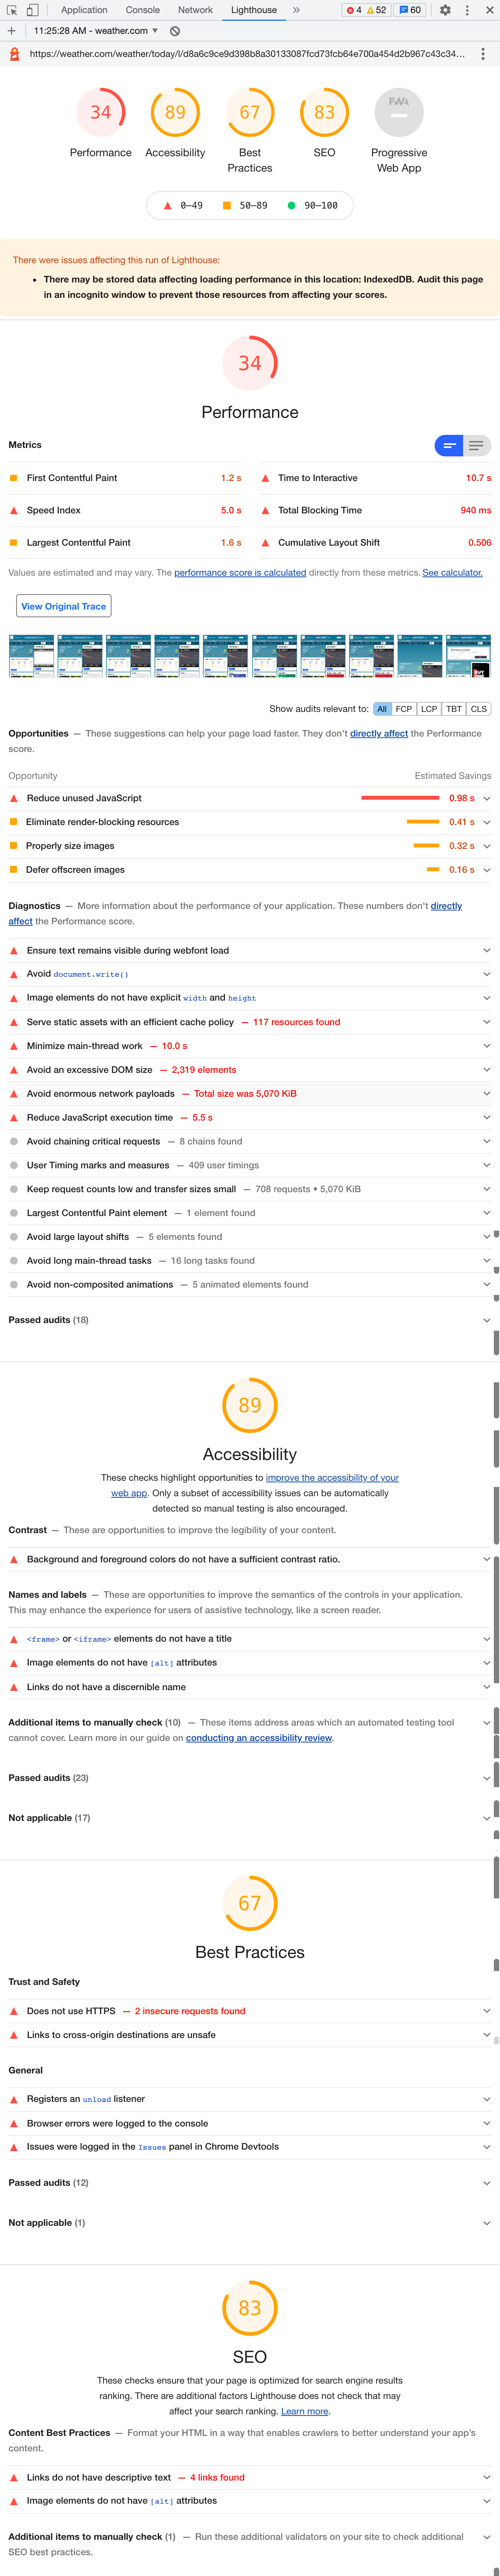 Application Console Network Lighthouse » 4 52 60
11:25:28 AM - weather.com
https://weather.com/weather/today/l/d8a6c9ce9d398b8a30133087fcd73fcb64e700a454d2b967c43c34...
34 89 67 83 PWA
Performance Accessibility Best Practices SEO Progressive Web App
0–49 50–89 90–100
There were issues affecting this run of Lighthouse:
• There may be stored data affecting loading performance in this location: IndexedDB. Audit this page
in an incognito window to prevent those resources from affecting your scores.
34
Performance
Metrics
First Contentful Paint 1.2 s Time to Interactive 10.7 s
Speed Index 5.0 s Total Blocking Time 940 ms
Largest Contentful Paint 1.6 s Cumulative Layout Shift 0.506
Values are estimated and may vary. The performance score is calculated directly from these metrics. See calculator.
View Original Trace
Show audits relevant to: All FCP LCP TBT CLS
Opportunities — These suggestions can help your page load faster. They don't directly affect the Performance
score.
Opportunity Estimated Savings
Reduce unused JavaScript 0.98 s
Eliminate render-blocking resources 0.41 s
Properly size images 0.32 s
Defer offscreen images 0.16 s
Diagnostics — More information about the performance of your application. These numbers don't directly
affect the Performance score.
Ensure text remains visible during webfont load
Avoid document.write()
Image elements do not have explicit width and height
Serve static assets with an efficient cache policy — 117 resources found
Minimize main-thread work — 10.0 s
Avoid an excessive DOM size — 2,319 elements
Avoid enormous network payloads — Total size was 5,070 KiB
Reduce JavaScript execution time — 5.5 s
Avoid chaining critical requests — 8 chains found
User Timing marks and measures — 409 user timings
Keep request counts low and transfer sizes small — 708 requests • 5,070 KiB
Largest Contentful Paint element — 1 element found
Avoid large layout shifts — 5 elements found
Avoid long main-thread tasks — 16 long tasks found
Avoid non-composited animations — 5 animated elements found
Passed audits (18)
89
Accessibility
These checks highlight opportunities to improve the accessibility of your
web app. Only a subset of accessibility issues can be automatically
detected so manual testing is also encouraged.
Contrast — These are opportunities to improve the legibility of your content.
Background and foreground colors do not have a sufficient contrast ratio.
Names and labels — These are opportunities to improve the semantics of the controls in your application.
This may enhance the experience for users of assistive technology, like a screen reader.
<frame> or <iframe> elements do not have a title
Image elements do not have [alt] attributes
Links do not have a discernible name
Additional items to manually check (10) — These items address areas which an automated testing tool
cannot cover. Learn more in our guide on conducting an accessibility review.
Passed audits (23)
Not applicable (17)
67
Best Practices
Trust and Safety
Does not use HTTPS — 2 insecure requests found
Links to cross-origin destinations are unsafe
General
Registers an unload listener
Browser errors were logged to the console
Issues were logged in the Issues panel in Chrome Devtools
Passed audits (12)
Not applicable (1)
83
SEO
These checks ensure that your page is optimized for search engine results
ranking. There are additional factors Lighthouse does not check that may
affect your search ranking. Learn more.
Content Best Practices — Format your HTML in a way that enables crawlers to better understand your app's
content.
Links do not have descriptive text — 4 links found
Image elements do not have [alt] attributes
Additional items to manually check (1) — Run these additional validators on your site to check additional
SEO best practices.